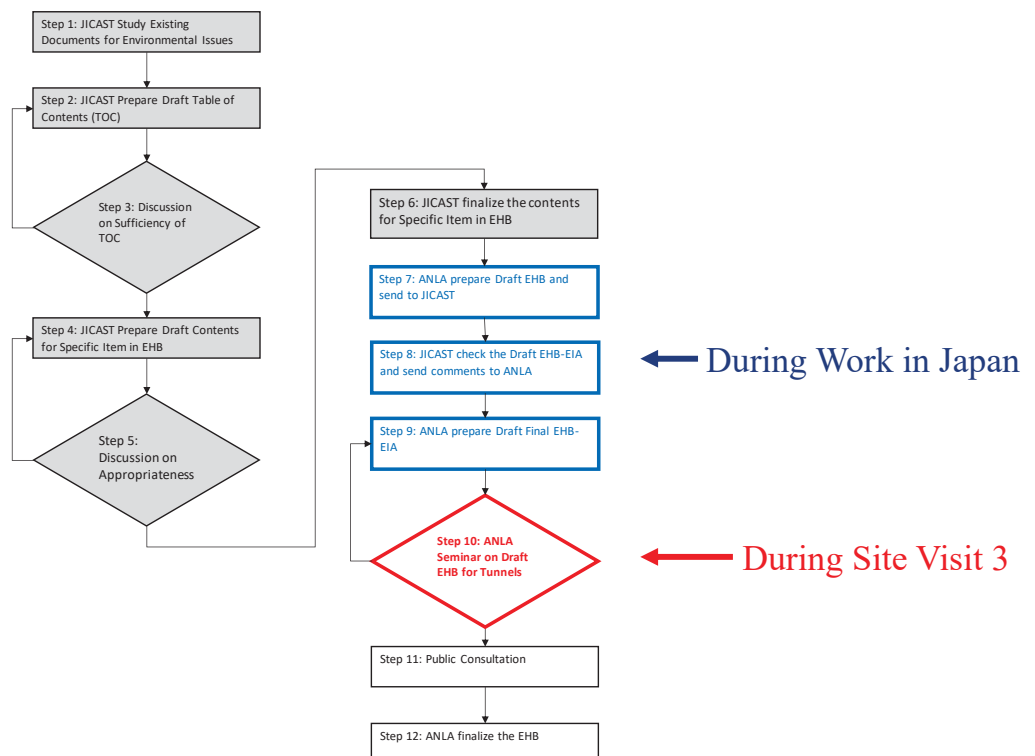 Step 1: JICAST Study Existing
Documents for Environmental Issues
Step 2: JICAST Prepare Draft Table of
Contents (TOC)
Step 3: Discussion
on Sufficiency of
TOC
Step 4: JICAST Prepare Draft Contents
for Specific Item in EHB
Step 5:
Discussion on
Appropriateness
Step 6: JICAST finalize the contents
for Specific Item in EHB
Step 7: ANLA prepare Draft EHB and
send to JICAST
Step 8: JICAST check the Draft EHB-EIA
and send comments to ANLA
During Work in Japan
Step 9: ANLA prepare Draft Final EHB-
EIA
Step 10: ANLA
Seminar on Draft
EHB for Tunnels
During Site Visit 3
Step 11: Public Consultation
Step 12: ANLA finalize the EHB